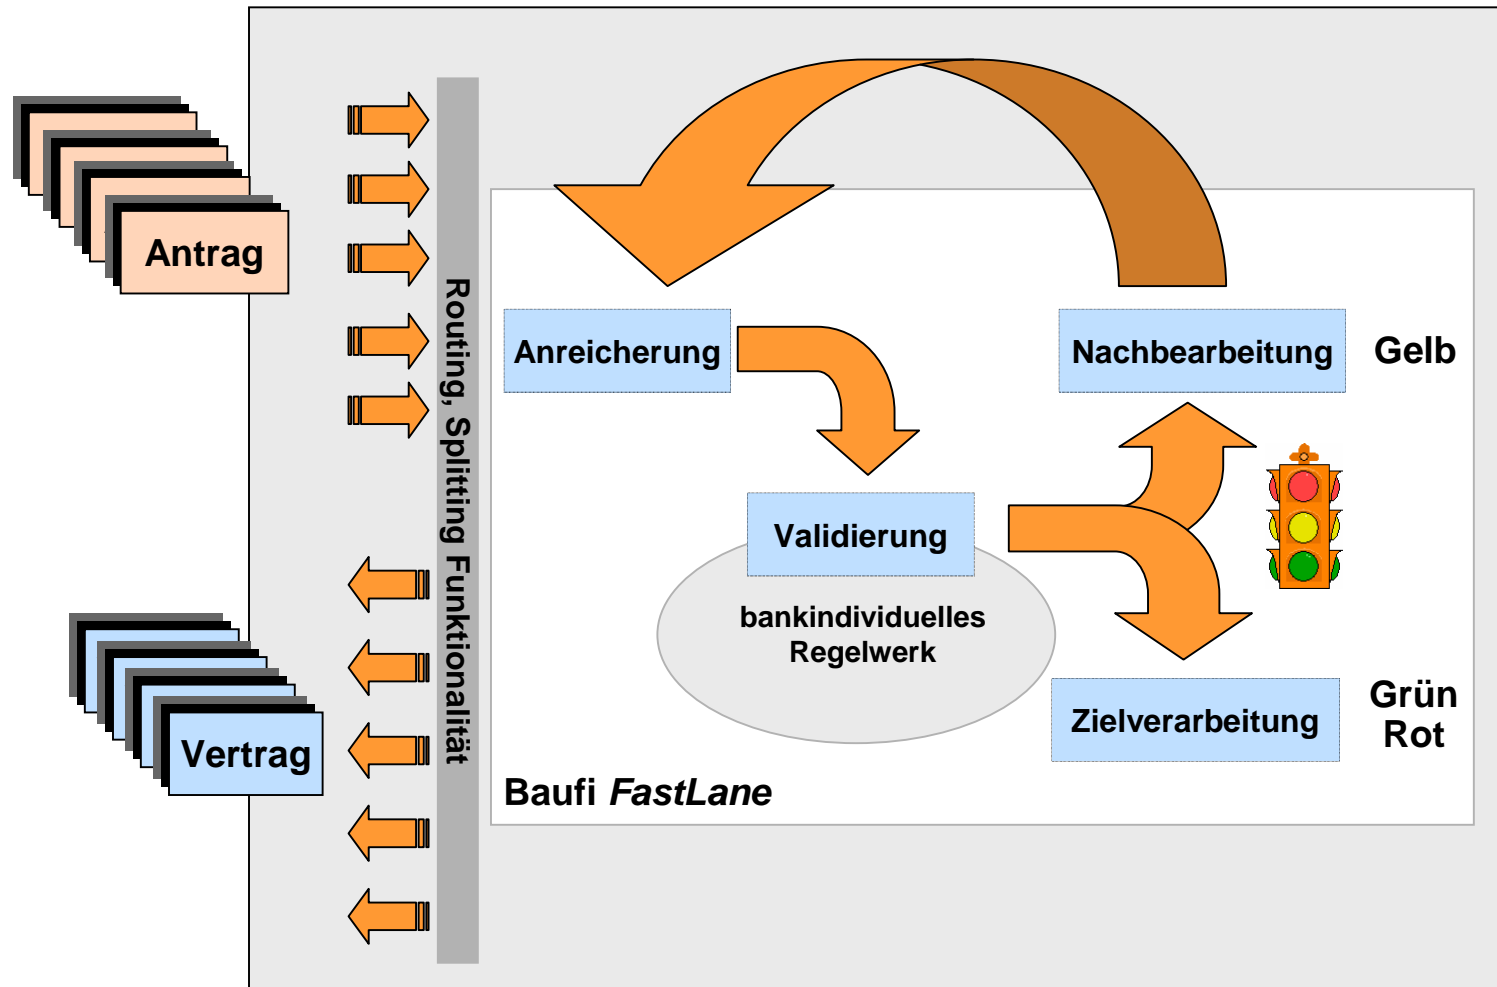 Antrag
Routing, Splitting Funktionalität
Anreicherung
Nachbearbeitung
Gelb
Validierung
bankindividuelles
Regelwerk
Zielverarbeitung
Grün
Rot
Vertrag
Baufi FastLane